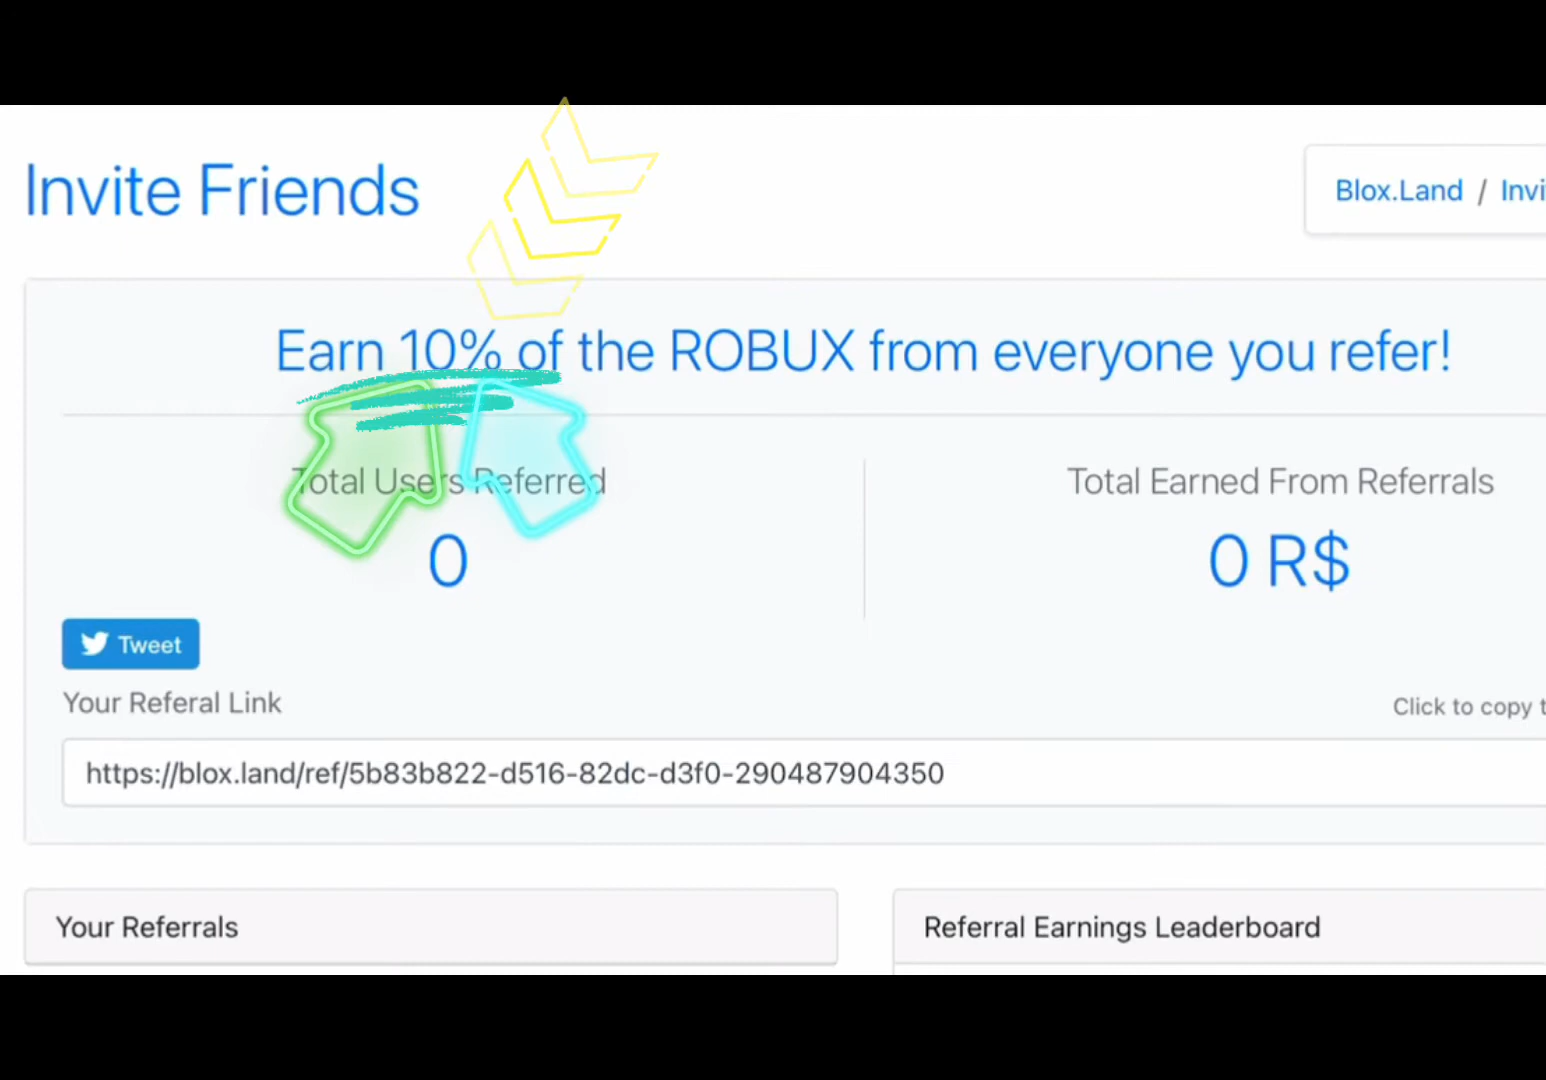 Invite Friends
Blox.Land / Invi
Earn 10% of the ROBUX from everyone you refer!
Total Users Referred
Total Earned From Referrals
0
0 R$
Tweet
Your Referal Link
Click to copy t
https://blox.land/ref/5b83b822-d516-82dc-d3f0-290487904350
Your Referrals
Referral Earnings Leaderboard